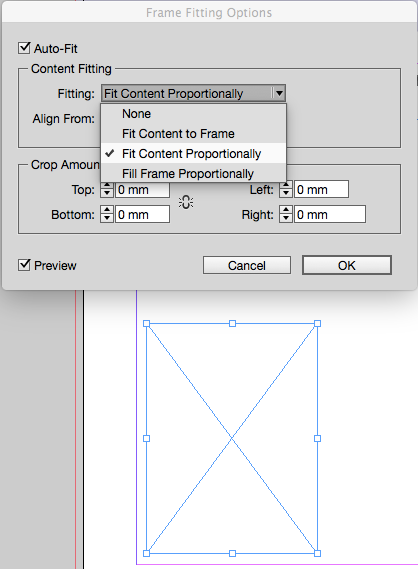 Frame Fitting Options
Auto-Fit
Content Fitting
Fitting: Fit Content Proportionally
Align From:
None
Fit Content to Frame
Fit Content Proportionally
Fill Frame Proportionally
Crop Amoun
Top: 0 mm Left: 0 mm
Bottom: 0 mm Right: 0 mm
Preview Cancel OK